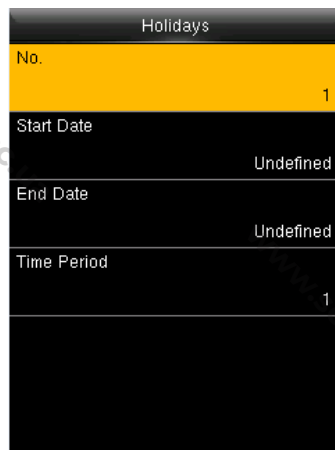 Holidays
No.
1
Start Date
Undefined
End Date
Undefined
Time Period
1